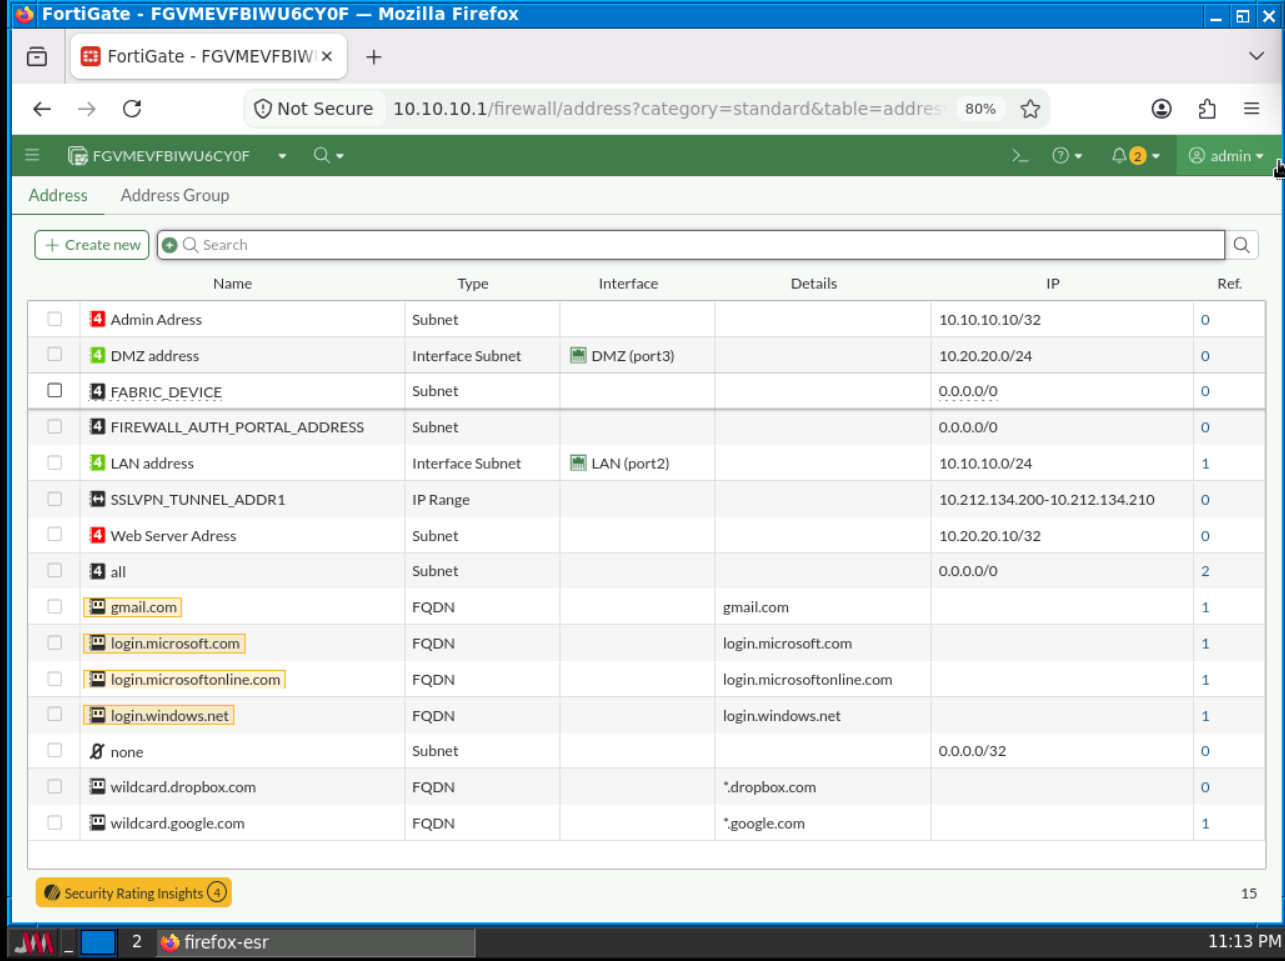 FortiGate - FGVMEVFBIWU6CY0F — Mozilla Firefox
FortiGate - FGVMEVFBIW
Not Secure 10.10.10.1/firewall/address?category=standard&table=addres 80%
FGVMEVFBIWU6CY0F 2 admin
Address Address Group
+ Create new Search
Name Type Interface Details IP Ref.
4 Admin Adress Subnet 10.10.10.10/32 0
4 DMZ address Interface Subnet DMZ (port3) 10.20.20.0/24 0
4 FABRIC_DEVICE Subnet 0.0.0.0/0 0
4 FIREWALL_AUTH_PORTAL_ADDRESS Subnet 0.0.0.0/0 0
4 LAN address Interface Subnet LAN (port2) 10.10.10.0/24 1
SSLVPN_TUNNEL_ADDR1 IP Range 10.212.134.200-10.212.134.210 0
4 Web Server Adress Subnet 10.20.20.10/32 0
4 all Subnet 0.0.0.0/0 2
gmail.com FQDN gmail.com 1
login.microsoft.com FQDN login.microsoft.com 1
login.microsoftonline.com FQDN login.microsoftonline.com 1
login.windows.net FQDN login.windows.net 1
none Subnet 0.0.0.0/32 0
wildcard.dropbox.com FQDN *.dropbox.com 0
wildcard.google.com FQDN *.google.com 1
Security Rating Insights 4 15
2 firefox-esr 11:13 PM